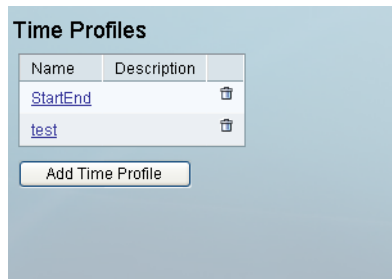 Time Profiles
Name Description
StartEnd
test
Add Time Profile